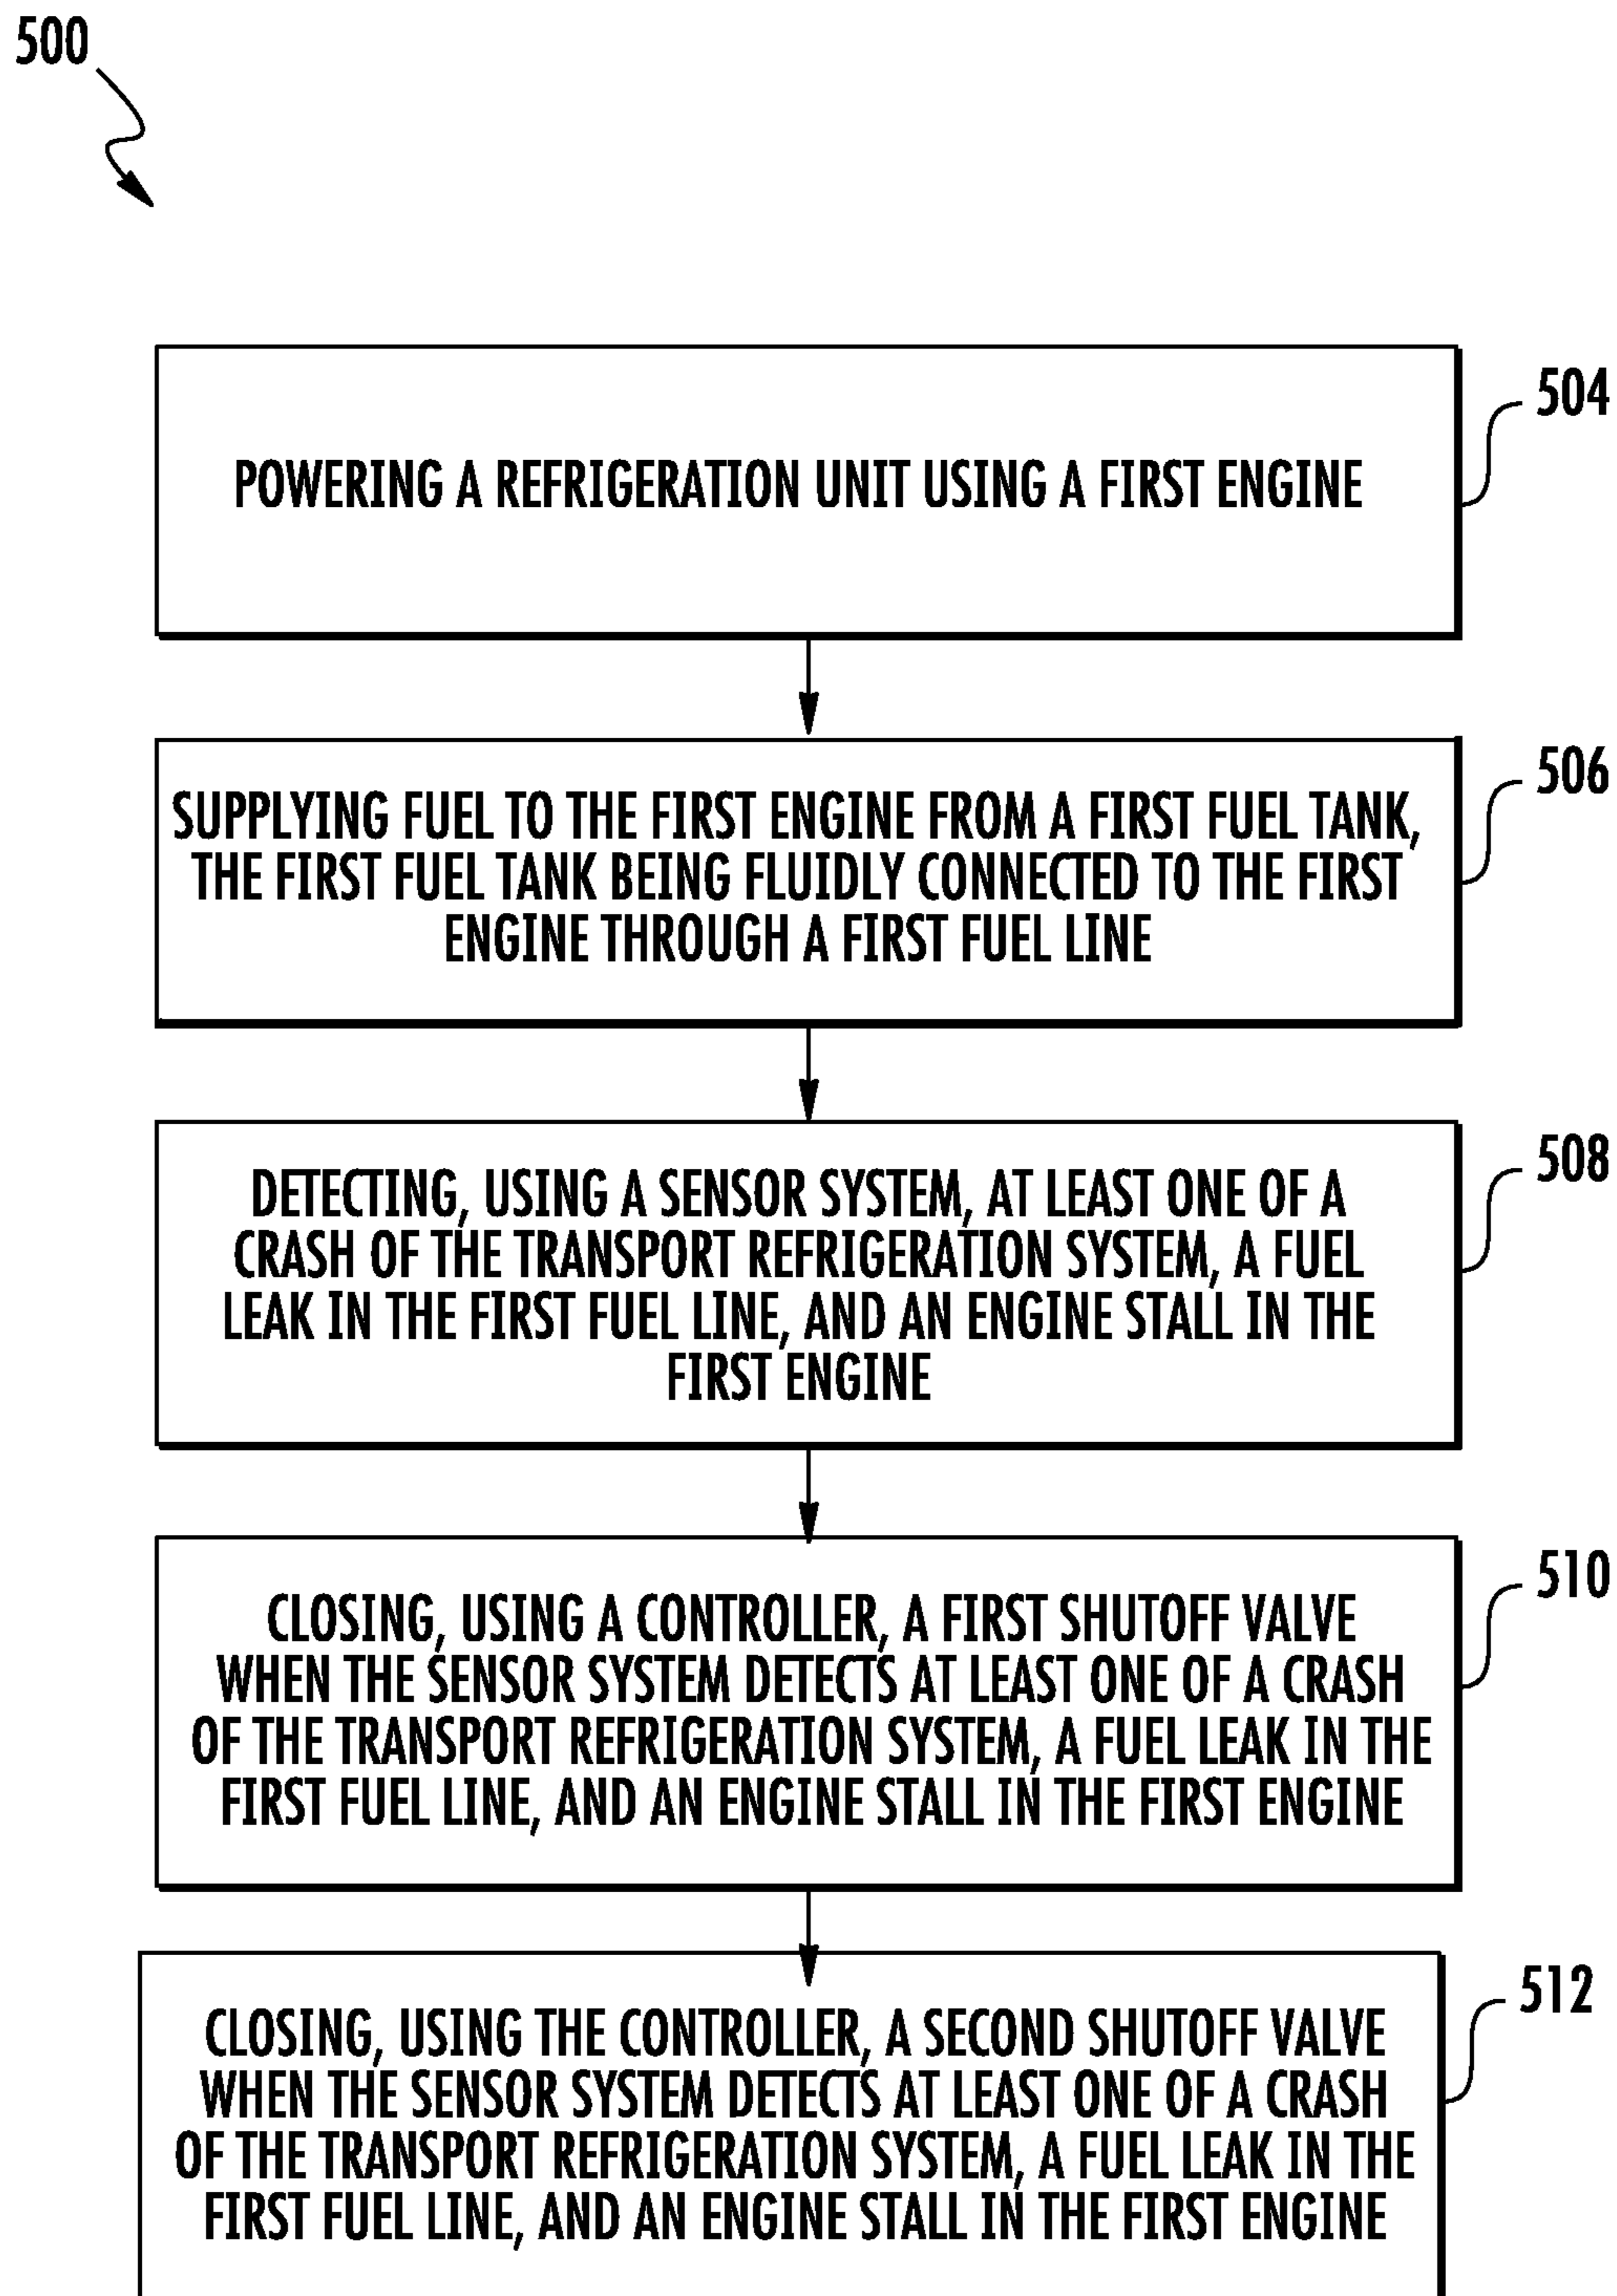 500
504
POWERING A REFRIGERATION UNIT USING A FIRST ENGINE
506
SUPPLYING FUEL TO THE FIRST ENGINE FROM A FIRST FUEL TANK,
THE FIRST FUEL TANK BEING FLUIDLY CONNECTED TO THE FIRST
ENGINE THROUGH A FIRST FUEL LINE
508
DETECTING, USING A SENSOR SYSTEM, AT LEAST ONE OF A
CRASH OF THE TRANSPORT REFRIGERATION SYSTEM, A FUEL
LEAK IN THE FIRST FUEL LINE, AND AN ENGINE STALL IN THE
FIRST ENGINE
510
CLOSING, USING A CONTROLLER, A FIRST SHUTOFF VALVE
WHEN THE SENSOR SYSTEM DETECTS AT LEAST ONE OF A CRASH
OF THE TRANSPORT REFRIGERATION SYSTEM, A FUEL LEAK IN THE
FIRST FUEL LINE, AND AN ENGINE STALL IN THE FIRST ENGINE
512
CLOSING, USING THE CONTROLLER, A SECOND SHUTOFF VALVE
WHEN THE SENSOR SYSTEM DETECTS AT LEAST ONE OF A CRASH
OF THE TRANSPORT REFRIGERATION SYSTEM, A FUEL LEAK IN THE
FIRST FUEL LINE, AND AN ENGINE STALL IN THE FIRST ENGINE